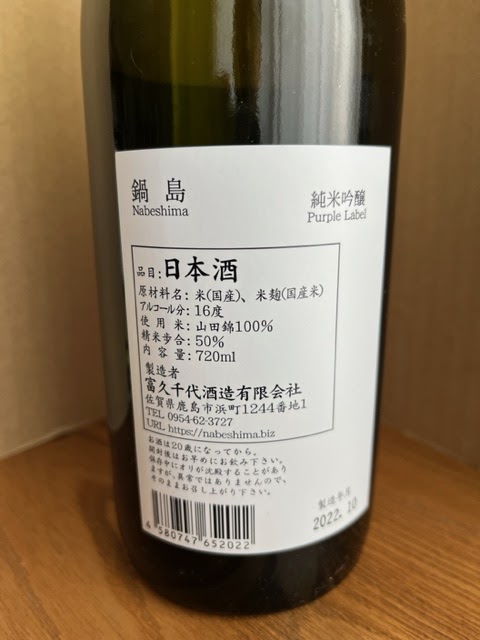 鍋島
Nabeshima
純米吟醸
Purple Label
品目:日本酒
原材料名:米(国産)、米麹(国産米)
アルコール分:16度
使用米:山田錦100%
精米歩合:50%
内容量:720ml
製造者
富久千代酒造有限会社
佐賀県鹿島市浜町1244番地1
TEL 0954-62-3727
URL https://nabeshima.biz
お酒は20歳になってから。
開封後はお早めにお飲み下さい。
保存中にオリが沈殿することがあり
ますが、異常ではありませんので、
そのままお召し上がり下さい。
4580747652022
製造年月
2022.10